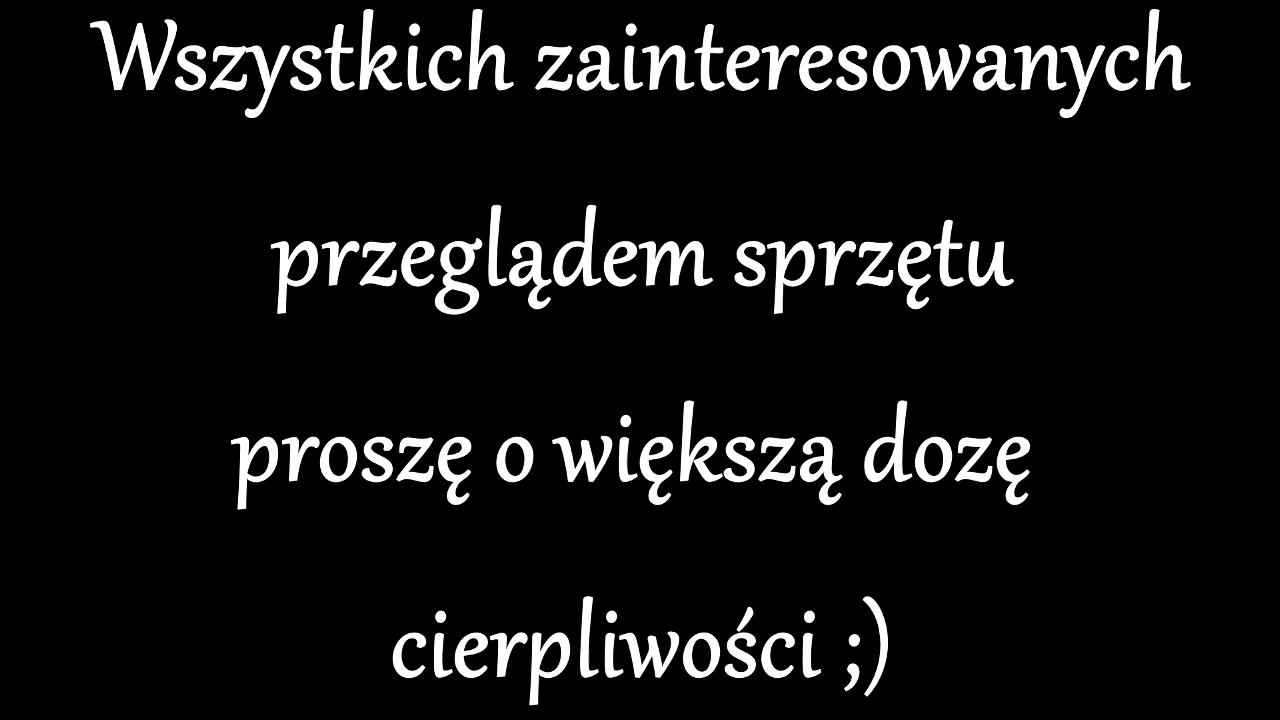 Wszystkich zainteresowanych
przeglądem sprzętu
proszę o większą dozę
cierpliwości ;)